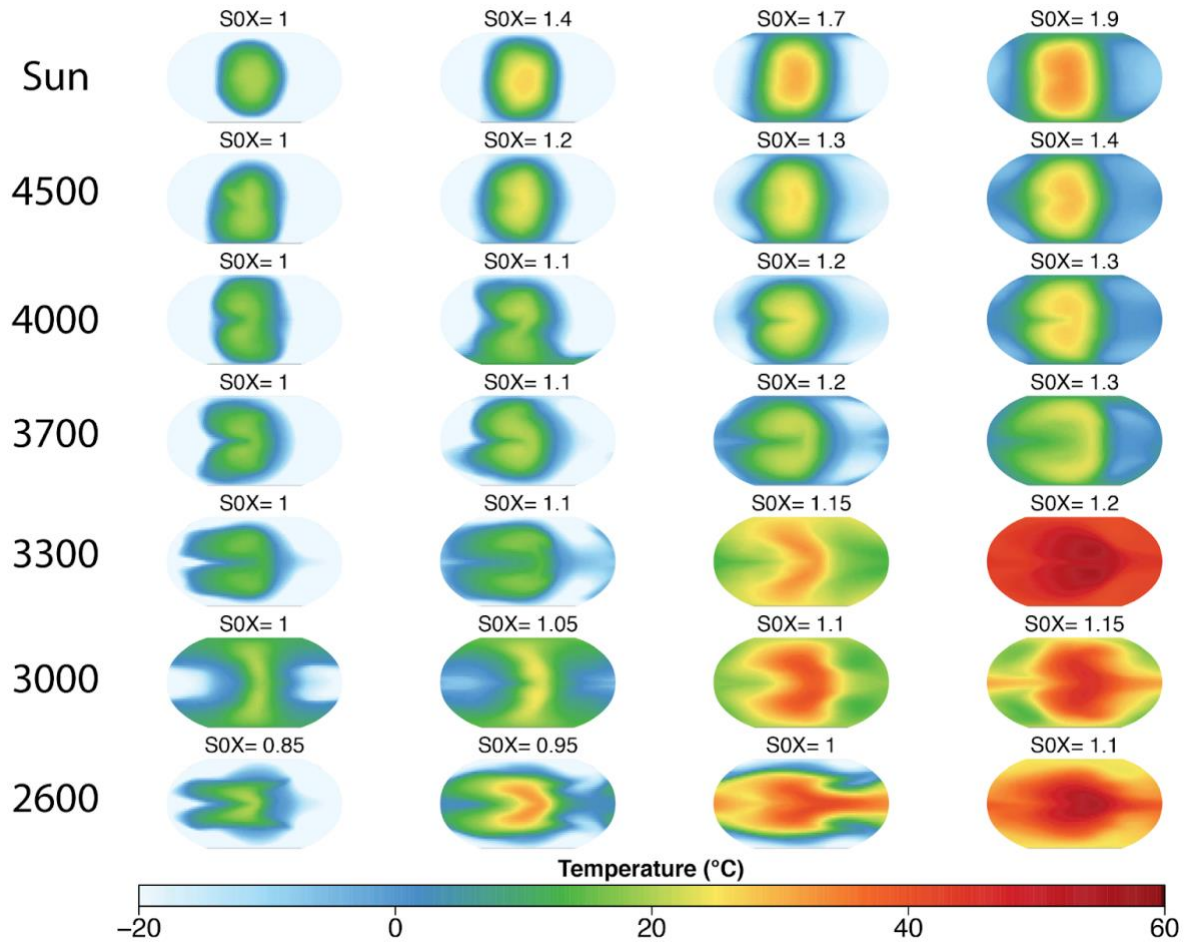 S0X= 1 S0X= 1.4 S0X= 1.7 S0X= 1.9
Sun
S0X= 1 S0X= 1.2 S0X= 1.3 S0X= 1.4
4500
S0X= 1 S0X= 1.1 S0X= 1.2 S0X= 1.3
4000
S0X= 1 S0X= 1.1 S0X= 1.2 S0X= 1.3
3700
S0X= 1 S0X= 1.1 S0X= 1.15 S0X= 1.2
3300
S0X= 1 S0X= 1.05 S0X= 1.1 S0X= 1.15
3000
S0X= 0.85 S0X= 0.95 S0X= 1 S0X= 1.1
2600
Temperature (°C)
−20 0 20 40 60